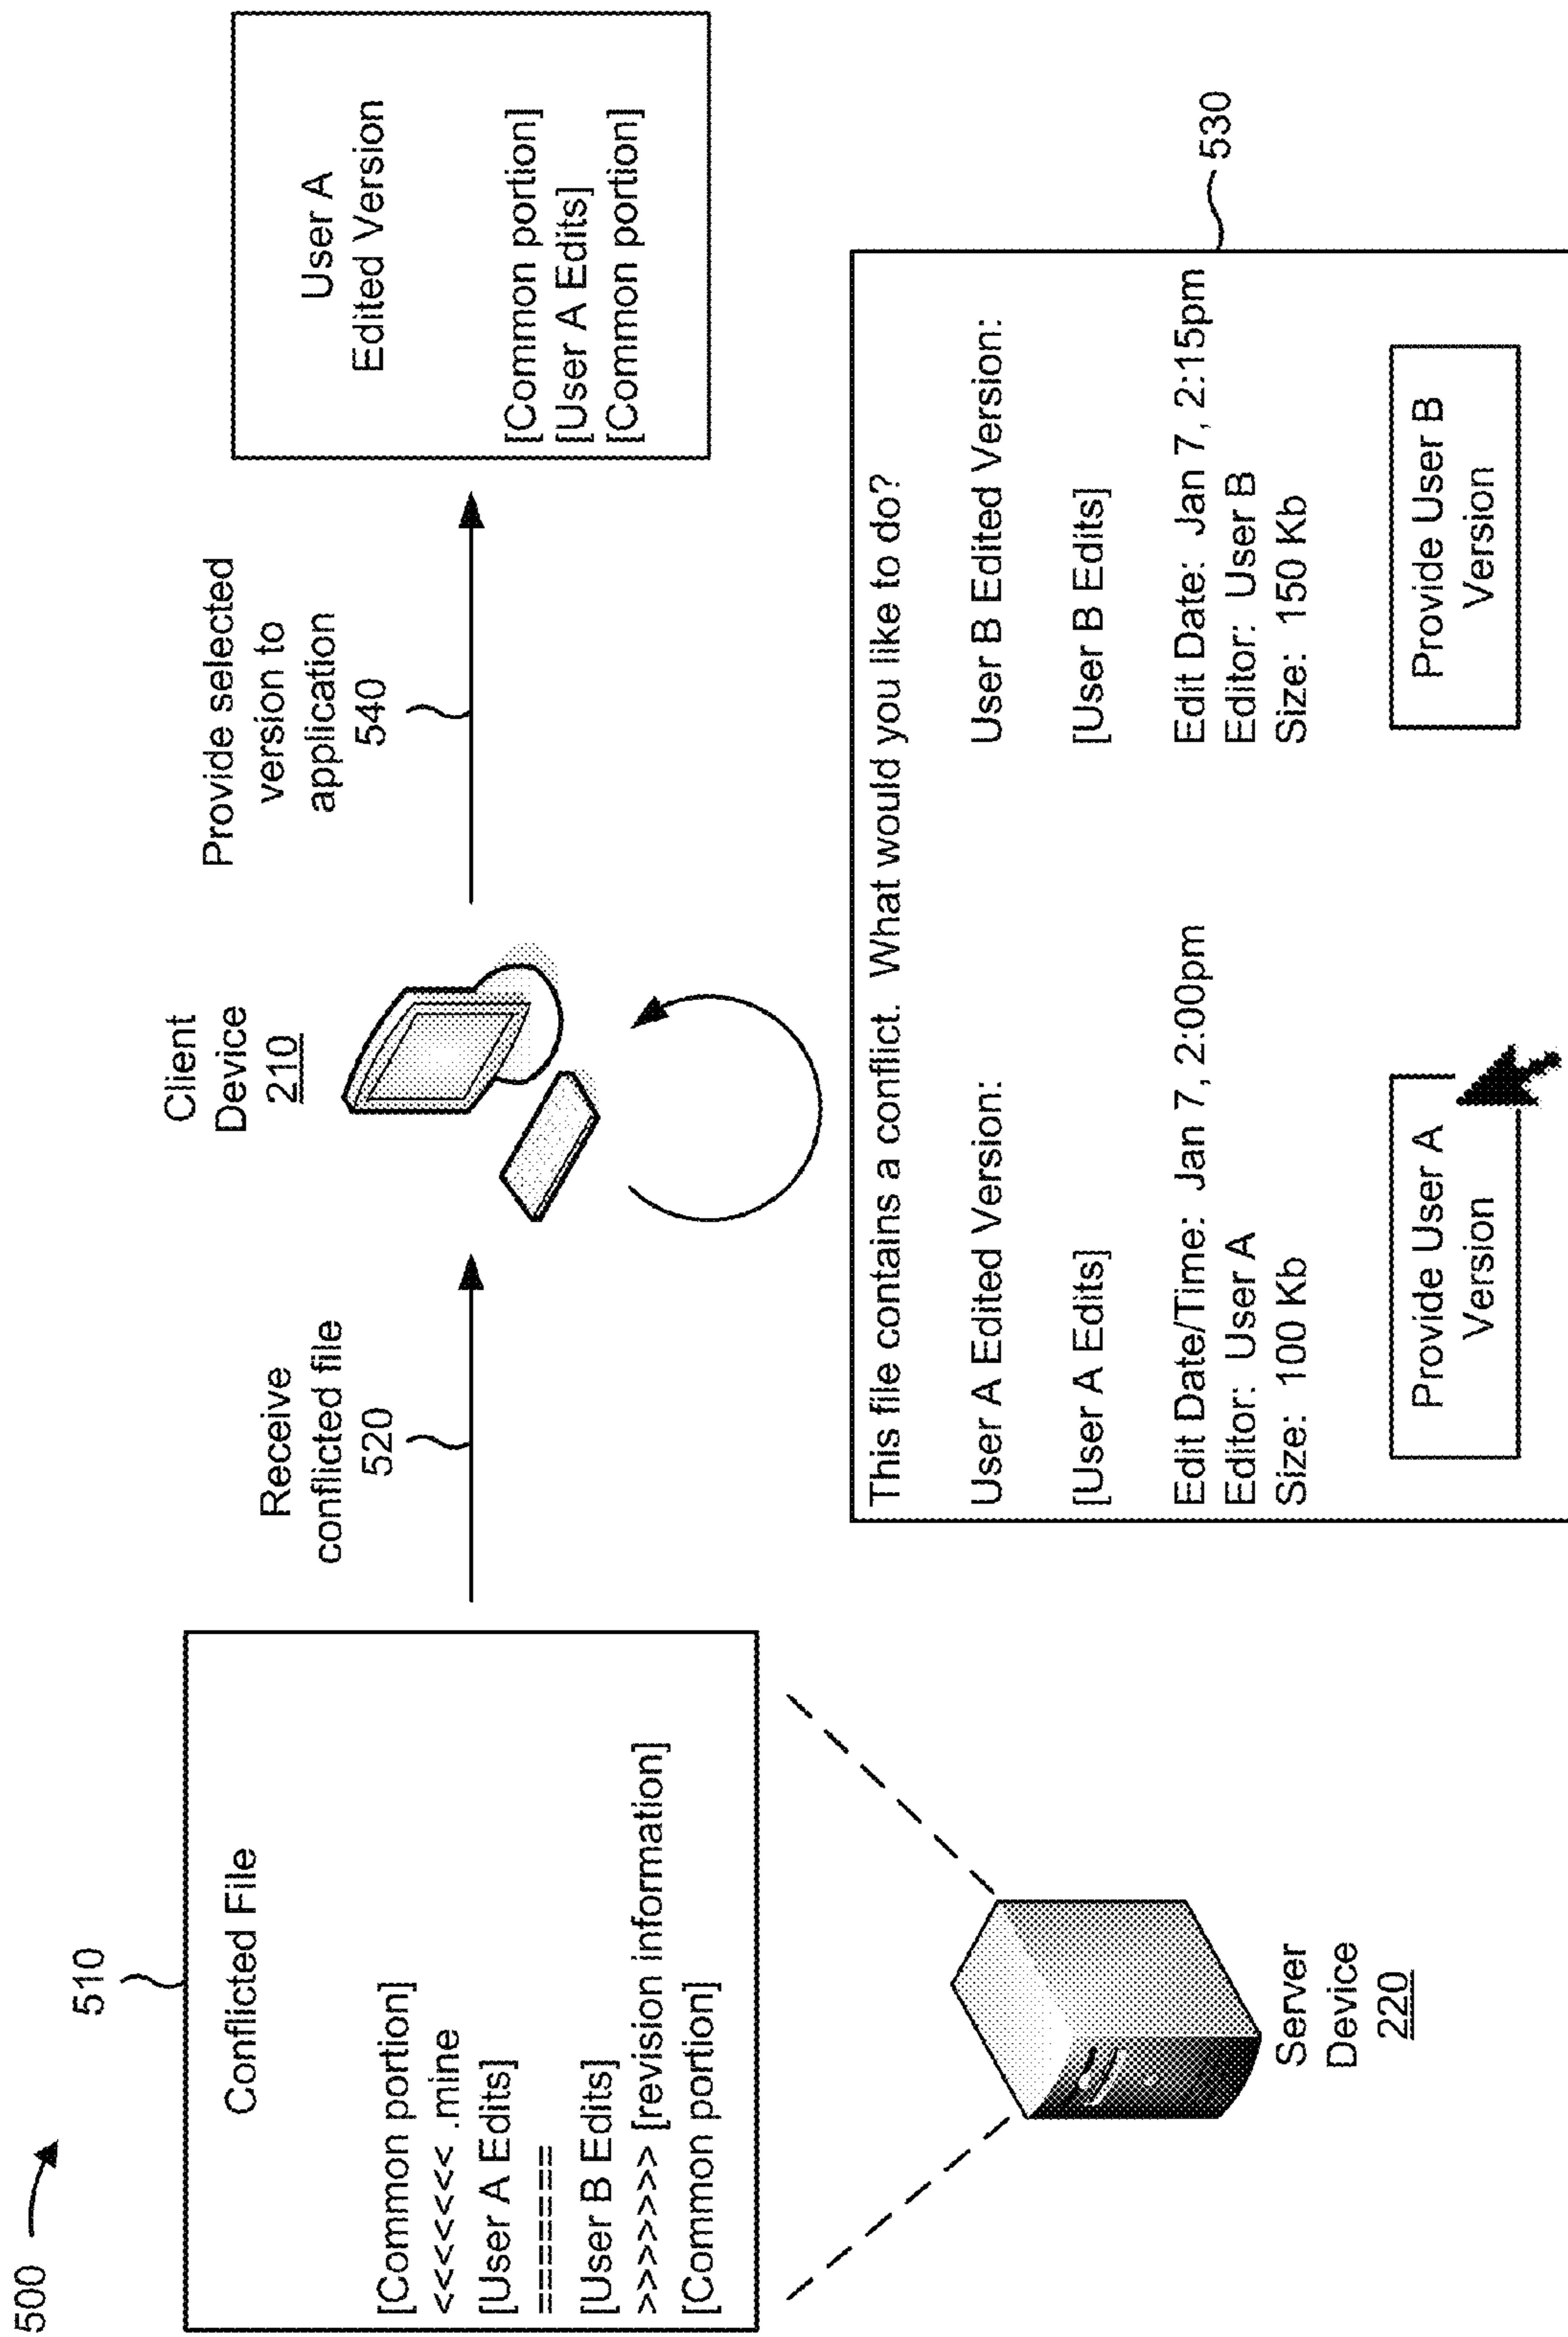 500
510
Conflicted File
[Common portion]
<<<<<<< .mine
[User A Edits]
=======
[User B Edits]
>>>>>>> [revision information]
[Common portion]
Server
Device
220
Receive
conflicted file
520
Client
Device
210
Provide selected
version to
application
540
User A
Edited Version
[Common portion]
[User A Edits]
[Common portion]
530
This file contains a conflict. What would you like to do?
User A Edited Version:
[User A Edits]
Edit Date/Time: Jan 7, 2:00pm
Editor: User A
Size: 100 Kb
Provide User A
Version
User B Edited Version:
[User B Edits]
Edit Date: Jan 7, 2:15pm
Editor: User B
Size: 150 Kb
Provide User B
Version